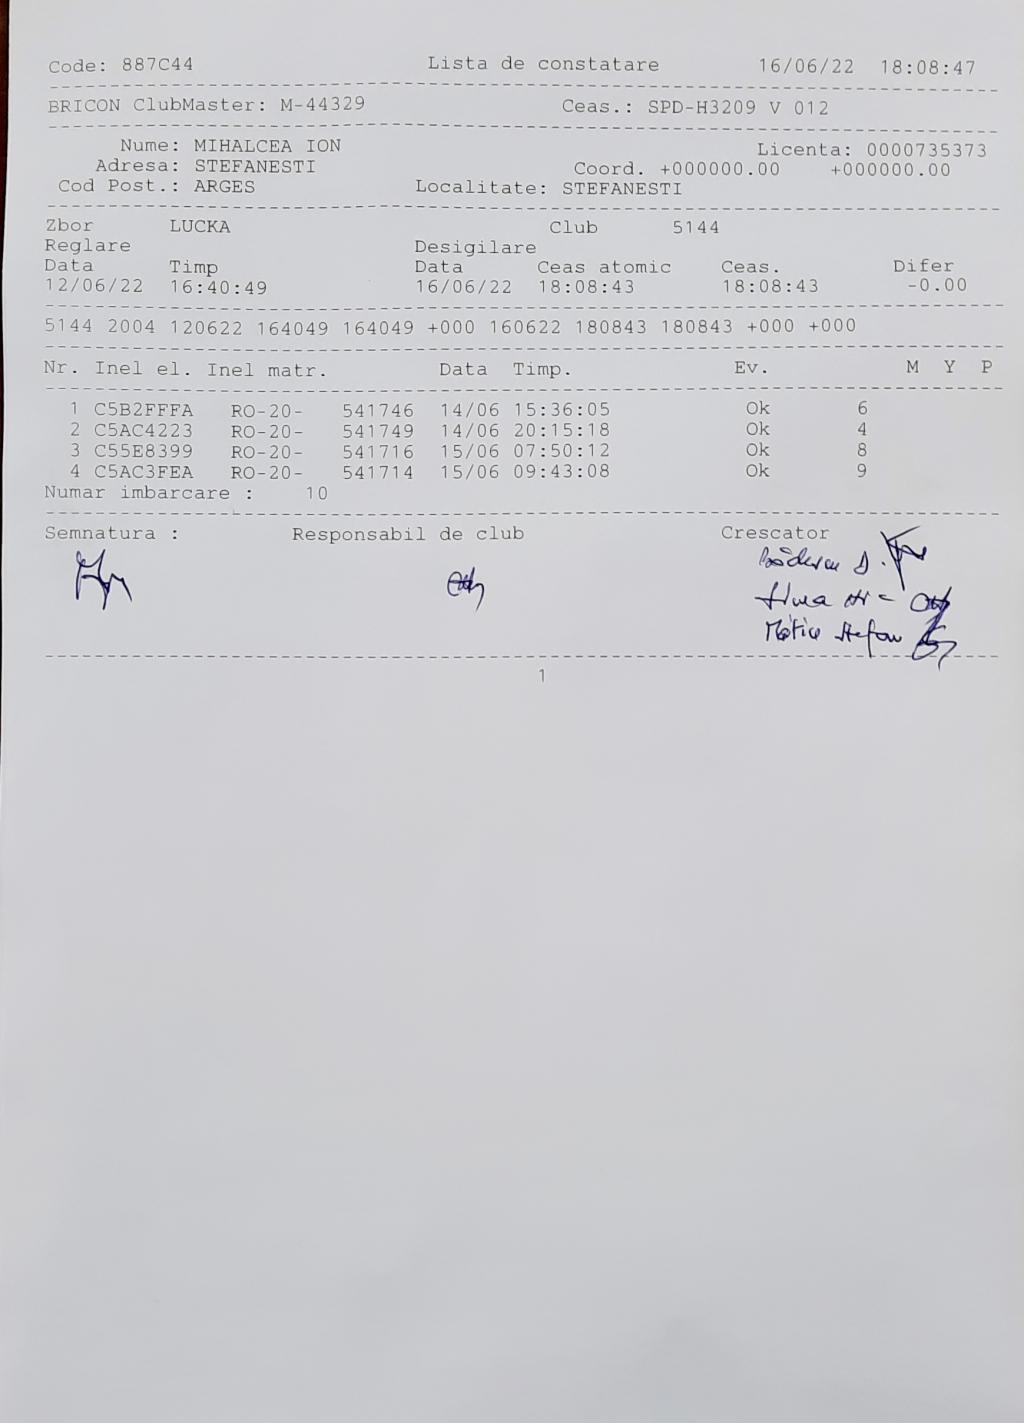 Code: 887C44 Lista de constatare 16/06/22 18:08:47
BRICON ClubMaster: M-44329 Ceas.: SPD-H3209 V 012
Nume: MIHALCEA ION Licenta: 0000735373
Adresa: STEFANESTI Coord. +000000.00 +000000.00
Cod Post.: ARGES Localitate: STEFANESTI
Zbor LUCKA Club 5144
Reglare Desigilare
Data Timp Data Ceas atomic Ceas. Difer
12/06/22 16:40:49 16/06/22 18:08:43 18:08:43 -0.00
5144 2004 120622 164049 164049 +000 160622 180843 180843 +000 +000
Nr. Inel el. Inel matr. Data Timp. Ev. M Y P
1 C5B2FFFA RO-20- 541746 14/06 15:36:05 Ok 6
2 C5AC4223 RO-20- 541749 14/06 20:15:18 Ok 4
3 C55E8399 RO-20- 541716 15/06 07:50:12 Ok 8
4 C5AC3FEA RO-20- 541714 15/06 09:43:08 Ok 9
Numar imbarcare : 10
Semnatura : Responsabil de club Crescator
Stefan
1